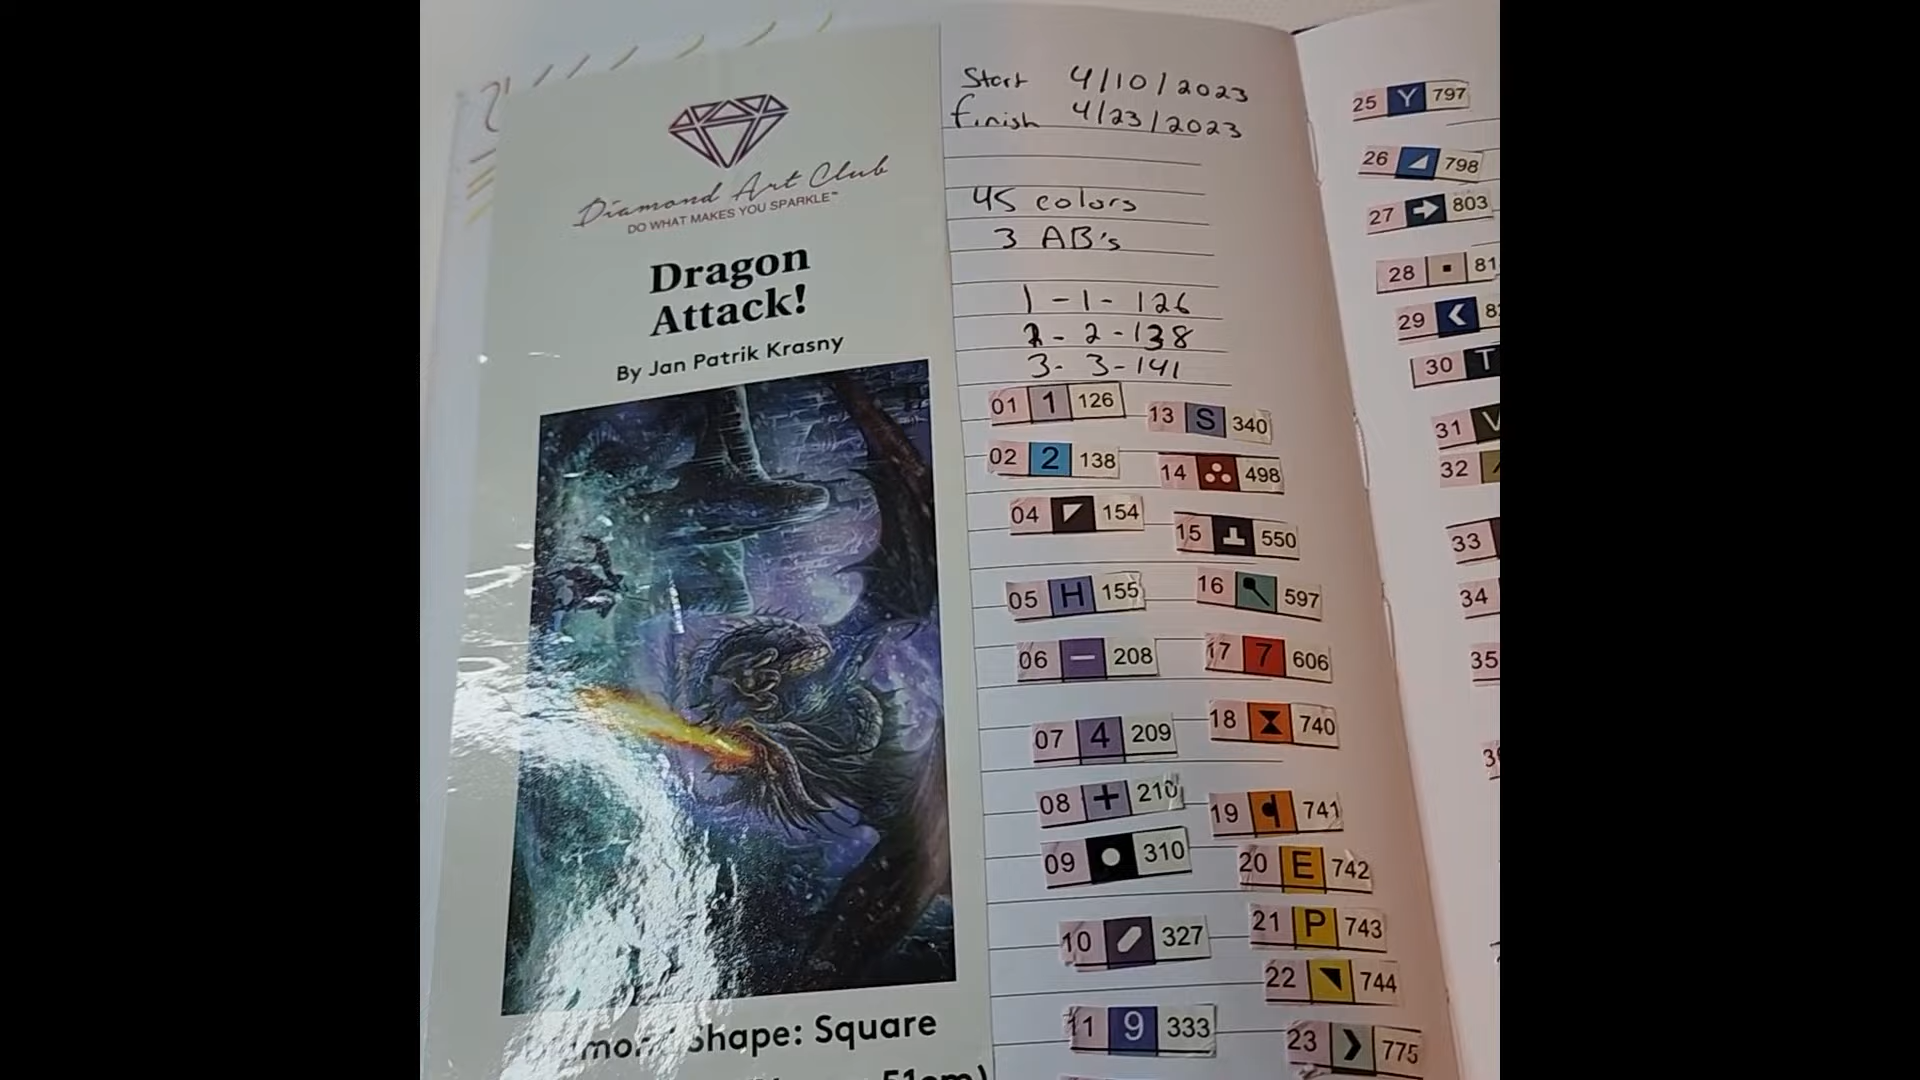 Diamond Art Club
DO WHAT MAKES YOU SPARKLE™
Dragon
Attack!
By Jan Patrik Krasny
Shape: Square
51cm)
Start 4/10/2023
finish 4/23/2023
45 colors
3 AB's
1 - 1 - 126
2 - 2 - 138
3 - 3 - 141
01 1 126
02 2 138
04 154
05 H 155
06 — 208
07 4 209
08 + 210
09 310
10 327
11 9 333
13 S 340
14 498
15 550
16 597
17 7 606
18 740
19 741
20 E 742
21 P 743
22 744
23 775
25 Y 797
26 798
27 803
28
29
30 T
31 V
32
33
34
35